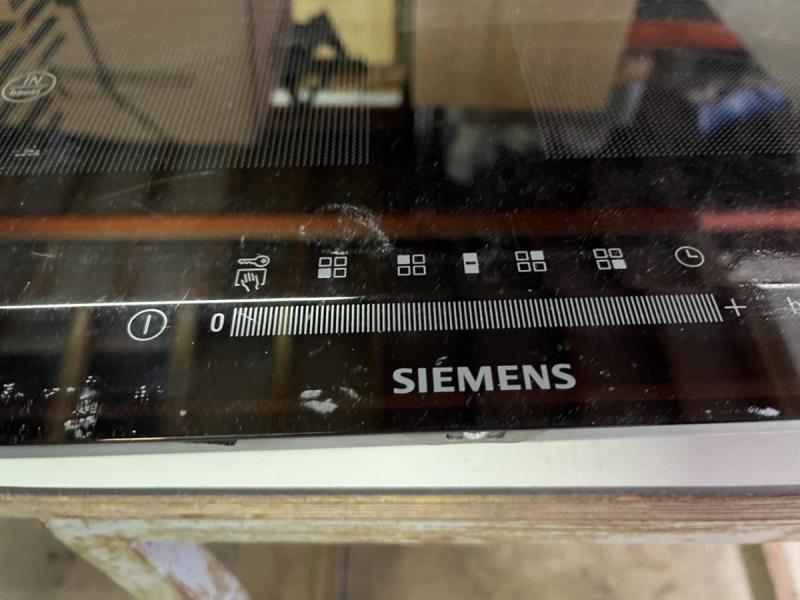 IN
boost
0 +
h
SIEMENS